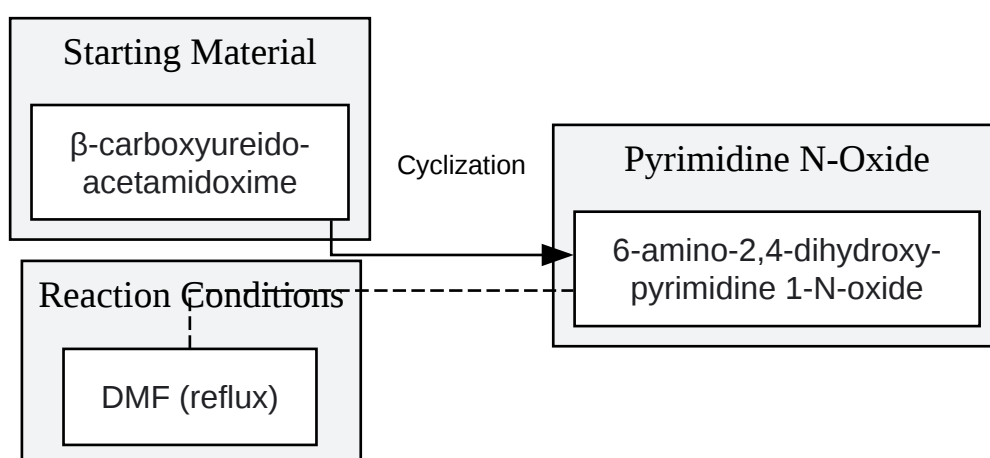 Starting Material
β-carboxyureido-
acetamidoxime
Cyclization
Pyrimidine N-Oxide
6-amino-2,4-dihydroxy-
pyrimidine 1-N-oxide
Reaction Conditions
DMF (reflux)